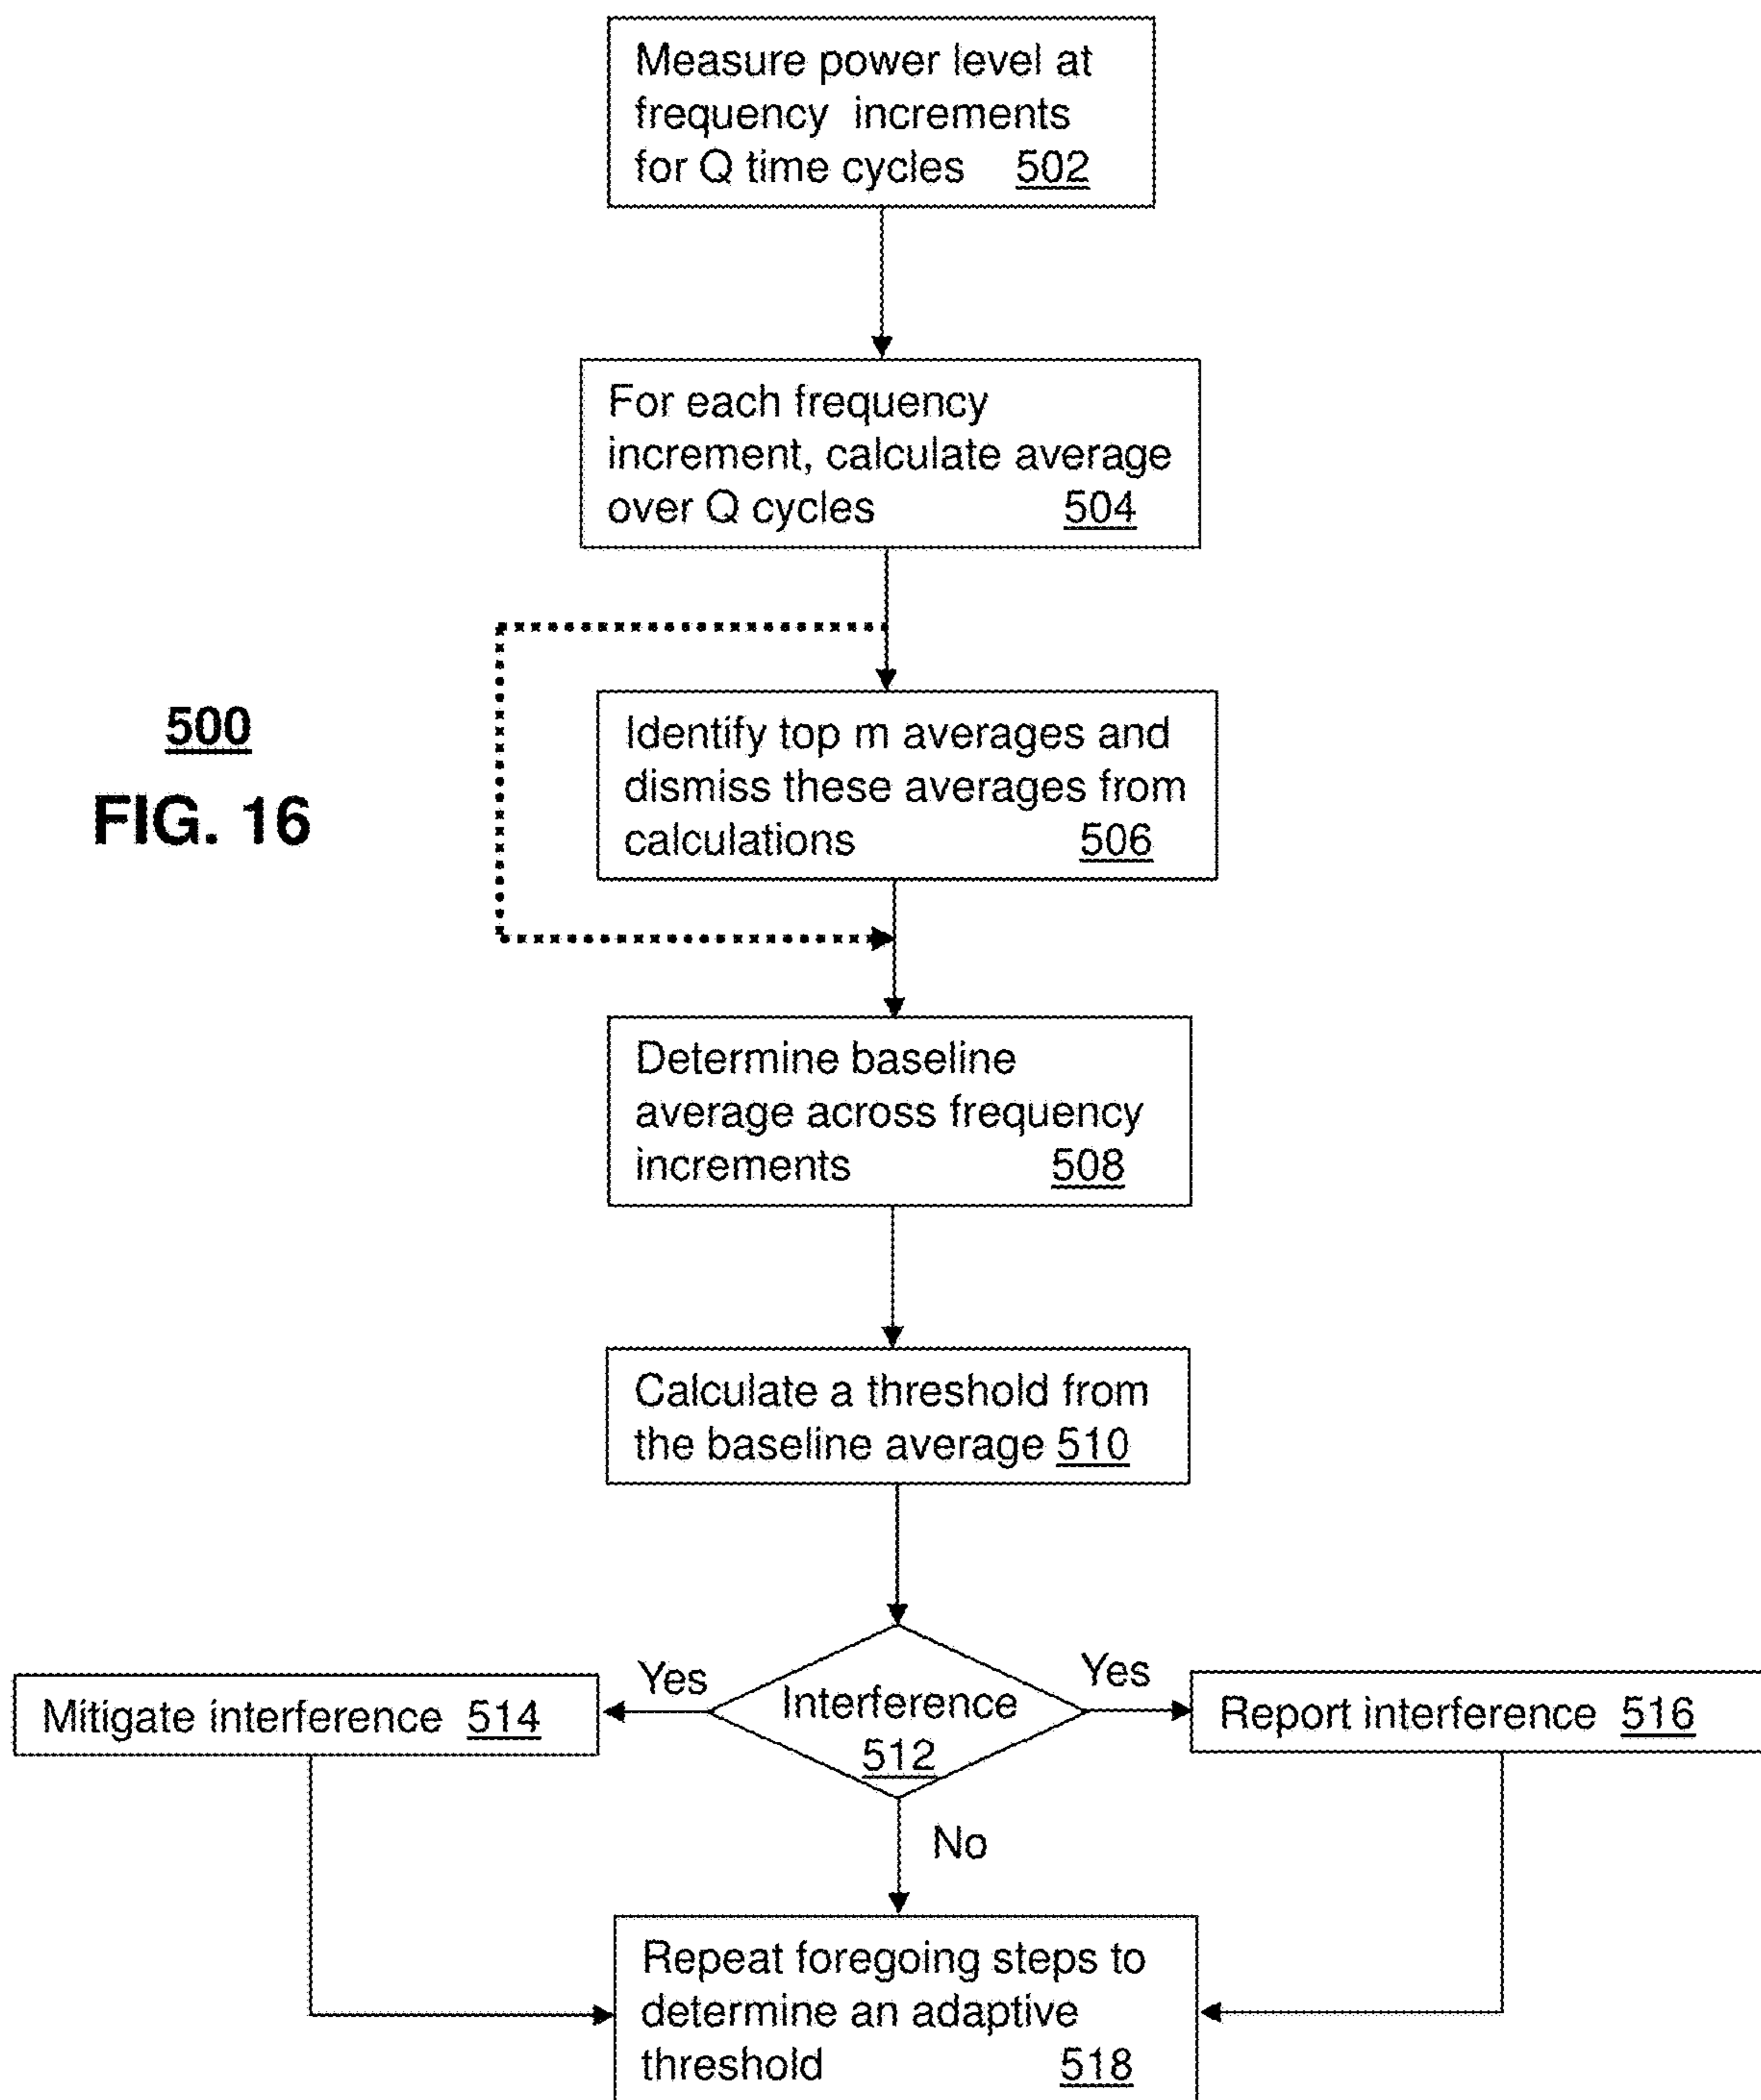 Measure power level at
frequency increments
for Q time cycles 502
For each frequency
increment, calculate average
over Q cycles 504
500
FIG. 16
Identify top m averages and
dismiss these averages from
calculations 506
Determine baseline
average across frequency
increments 508
Calculate a threshold from
the baseline average 510
Yes
Yes
Mitigate interference 514
Interference
512
Report interference 516
No
Repeat foregoing steps to
determine an adaptive
threshold 518